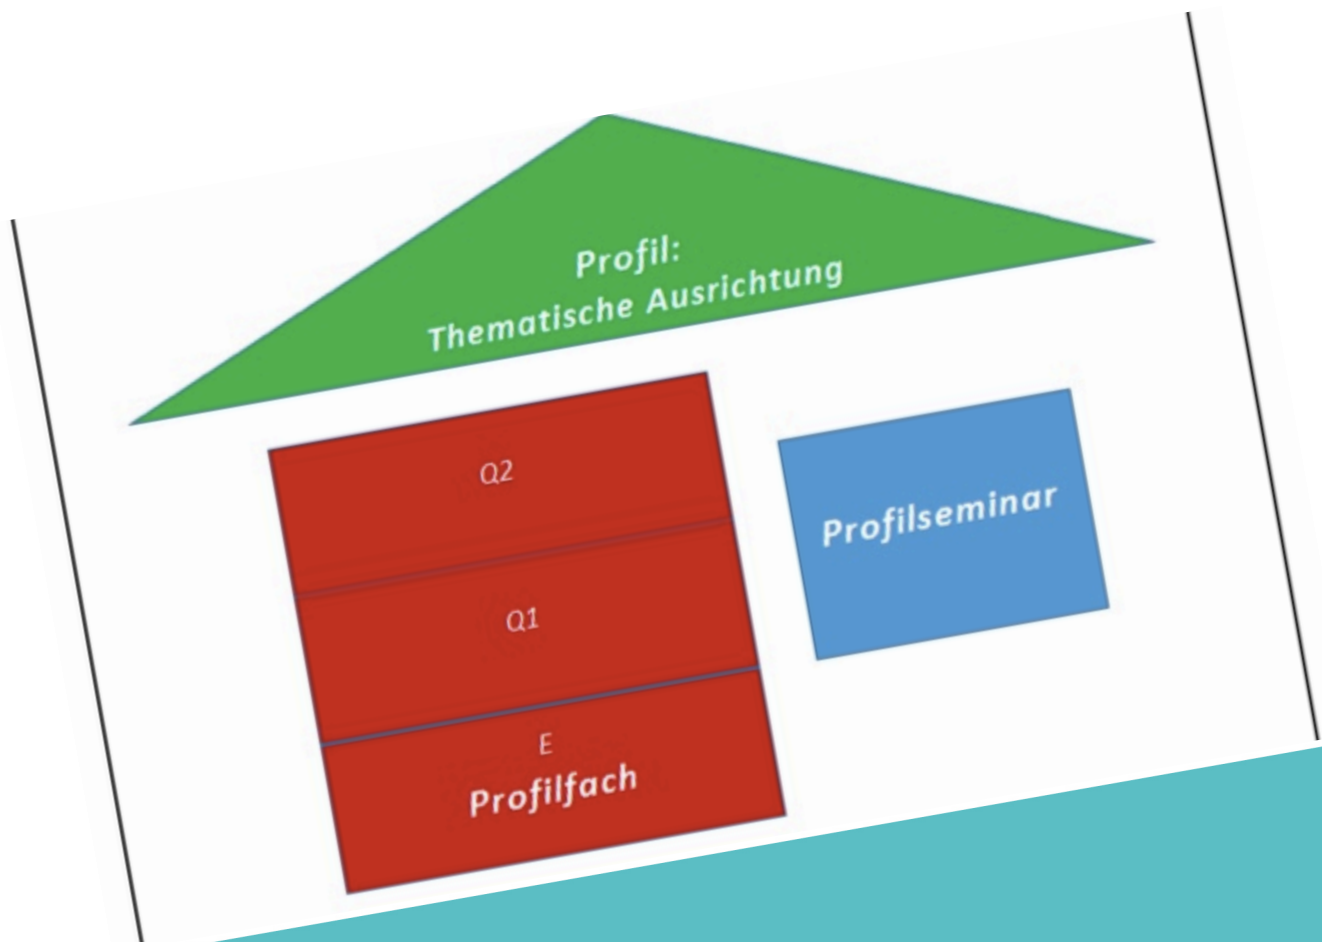 Profil:
Thematische Ausrichtung
Q2
Profilseminar
Q1
E
Profilfach